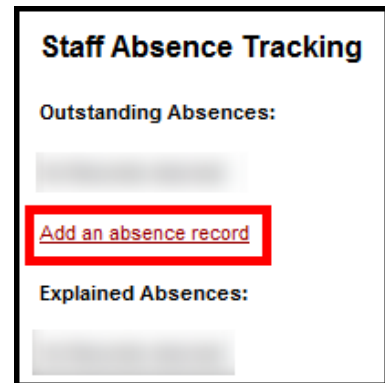 Staff Absence Tracking
Outstanding Absences:
Add an absence record
Explained Absences: